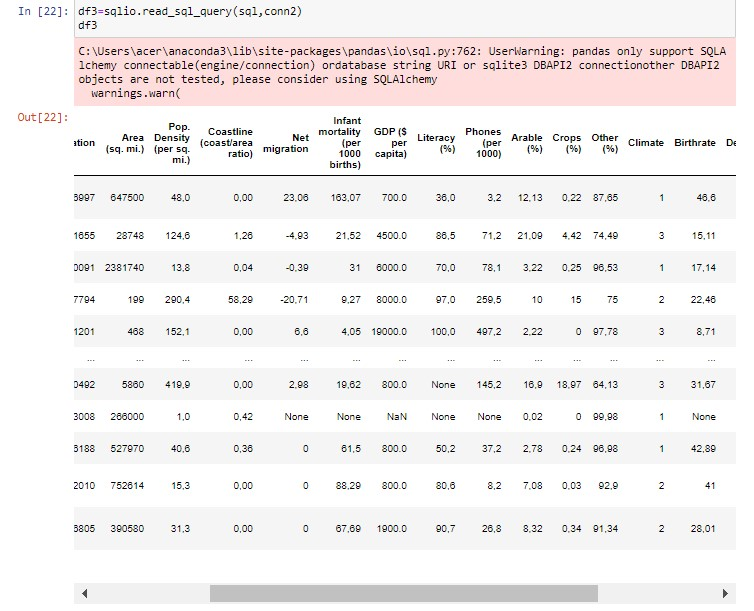 In [22]: df3=sqlio.read_sql_query(sql,conn2)
df3
C:\Users\acer\anaconda3\lib\site-packages\pandas\io\sql.py:762: UserWarning: pandas only support SQLA
lchemy connectable(engine/connection) ordatabase string URI or sqlite3 DBAPI2 connectionother DBAPI2
objects are not tested, please consider using SQLAlchemy
warnings.warn(
Out[22]:
ation Area (sq. mi.) Pop. Density (per sq. mi.) Coastline (coast/area ratio) Net migration Infant mortality (per 1000 births) GDP ($ per capita) Literacy (%) Phones (per 1000) Arable (%) Crops (%) Other (%) Climate Birthrate De
3997 647500 48,0 0,00 23,06 163,07 700.0 36,0 3,2 12,13 0,22 87,65 1 46,6
1655 28748 124,6 1,26 -4,93 21,52 4500.0 86,5 71,2 21,09 4,42 74,49 3 15,11
0091 2381740 13,8 0,04 -0,39 31 6000.0 70,0 78,1 3,22 0,25 96,53 1 17,14
7794 199 290,4 58,29 -20,71 9,27 8000.0 97,0 259,5 10 15 75 2 22,46
1201 468 152,1 0,00 6,6 4,05 19000.0 100,0 497,2 2,22 0 97,78 3 8,71
... ... ... ... ... ... ... ... ... ... ... ... ... ...
0492 5860 419,9 0,00 2,98 19,62 800.0 None 145,2 16,9 18,97 64,13 3 31,67
3008 266000 1,0 0,42 None None NaN None None 0,02 0 99,98 1 None
3188 527970 40,6 0,36 0 61,5 800.0 50,2 37,2 2,78 0,24 96,98 1 42,89
2010 752614 15,3 0,00 0 88,29 800.0 80,6 8,2 7,08 0,03 92,9 2 41
3805 390580 31,3 0,00 0 67,69 1900.0 90,7 26,8 8,32 0,34 91,34 2 28,01